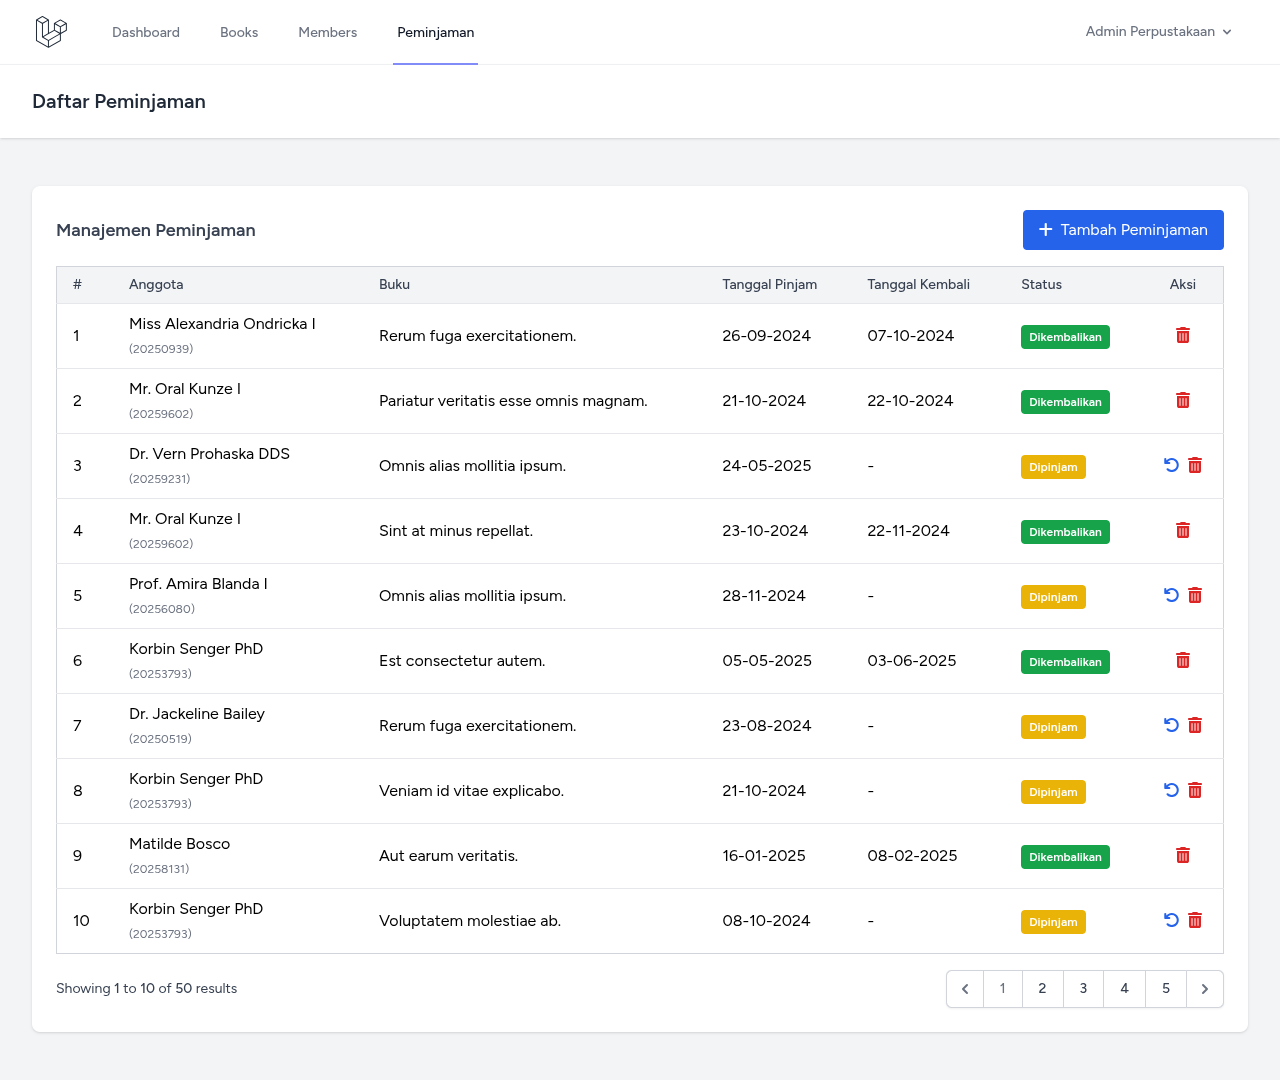 Dashboard Books Members Peminjaman Admin Perpustakaan
Daftar Peminjaman
Manajemen Peminjaman Tambah Peminjaman
# Anggota Buku Tanggal Pinjam Tanggal Kembali Status Aksi
1 Miss Alexandria Ondricka I Rerum fuga exercitationem. 26-09-2024 07-10-2024 Dikembalikan
(20250939)
2 Mr. Oral Kunze I Pariatur veritatis esse omnis magnam. 21-10-2024 22-10-2024 Dikembalikan
(20259602)
3 Dr. Vern Prohaska DDS Omnis alias mollitia ipsum. 24-05-2025 - Dipinjam
(20259231)
4 Mr. Oral Kunze I Sint at minus repellat. 23-10-2024 22-11-2024 Dikembalikan
(20259602)
5 Prof. Amira Blanda I Omnis alias mollitia ipsum. 28-11-2024 - Dipinjam
(20256080)
6 Korbin Senger PhD Est consectetur autem. 05-05-2025 03-06-2025 Dikembalikan
(20253793)
7 Dr. Jackeline Bailey Rerum fuga exercitationem. 23-08-2024 - Dipinjam
(20250519)
8 Korbin Senger PhD Veniam id vitae explicabo. 21-10-2024 - Dipinjam
(20253793)
9 Matilde Bosco Aut earum veritatis. 16-01-2025 08-02-2025 Dikembalikan
(20258131)
10 Korbin Senger PhD Voluptatem molestiae ab. 08-10-2024 - Dipinjam
(20253793)
Showing 1 to 10 of 50 results 1 2 3 4 5